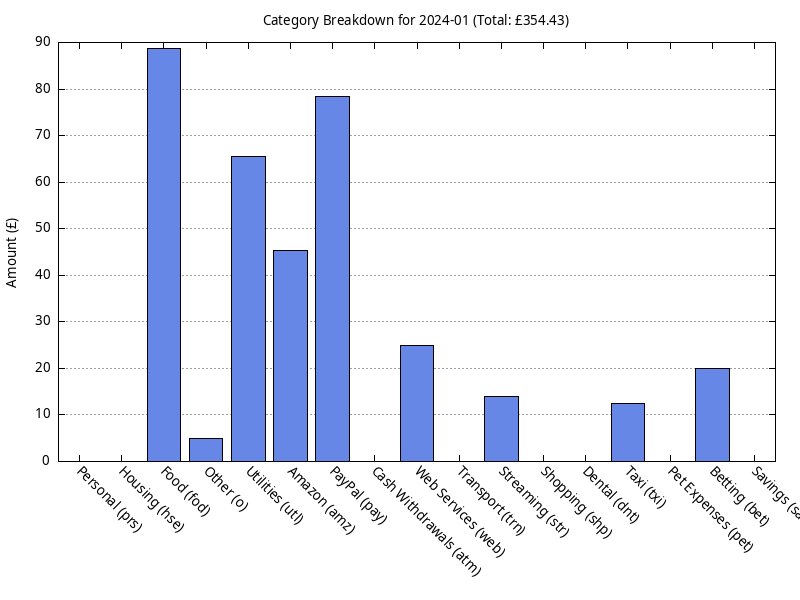 Category Breakdown for 2024-01 (Total: £354.43)
Amount (£)
90
80
70
60
50
40
30
20
10
0
Personal (prs)
Housing (hse)
Food (fod)
Other (o)
Utilities (utl)
Amazon (amz)
PayPal (pay)
Cash Withdrawals (atm)
Web Services (web)
Transport (trn)
Streaming (str)
Shopping (shp)
Dental (dnt)
Taxi (txi)
Pet Expenses (pet)
Betting (bet)
Savings